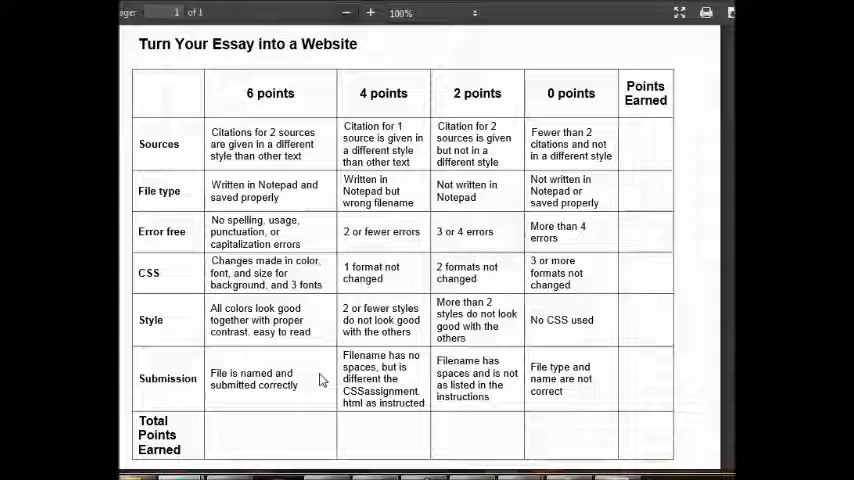 age: 1 of 1 100%
Turn Your Essay into a Website
6 points 4 points 2 points 0 points Points
Earned
Sources
Citations for 2 sources
are given in a different
style than other text
Citation for 1
source is given in
a different style
than other text
Citation for 2
sources is given
but not in a
different style
Fewer than 2
citations and not
in a different style
File type
Written in Notepad and
saved properly
Written in
Notepad but
wrong filename
Not written in
Notepad
Not written in
Notepad or
saved properly
Error free
No spelling, usage,
punctuation, or
capitalization errors
2 or fewer errors
3 or 4 errors
More than 4
errors
CSS
Changes made in color,
font, and size for
background, and 3 fonts
1 format not
changed
2 formats not
changed
3 or more
formats not
changed
Style
All colors look good
together with proper
contrast, easy to read
2 or fewer styles
do not look good
with the others
More than 2
styles do not look
good with the
others
No CSS used
Submission
File is named and
submitted correctly
Filename has no
spaces, but is
different the
CSSassignment.
html as instructed
Filename has
spaces and is not
as listed in the
instructions
File type and
name are not
correct
Total
Points
Earned